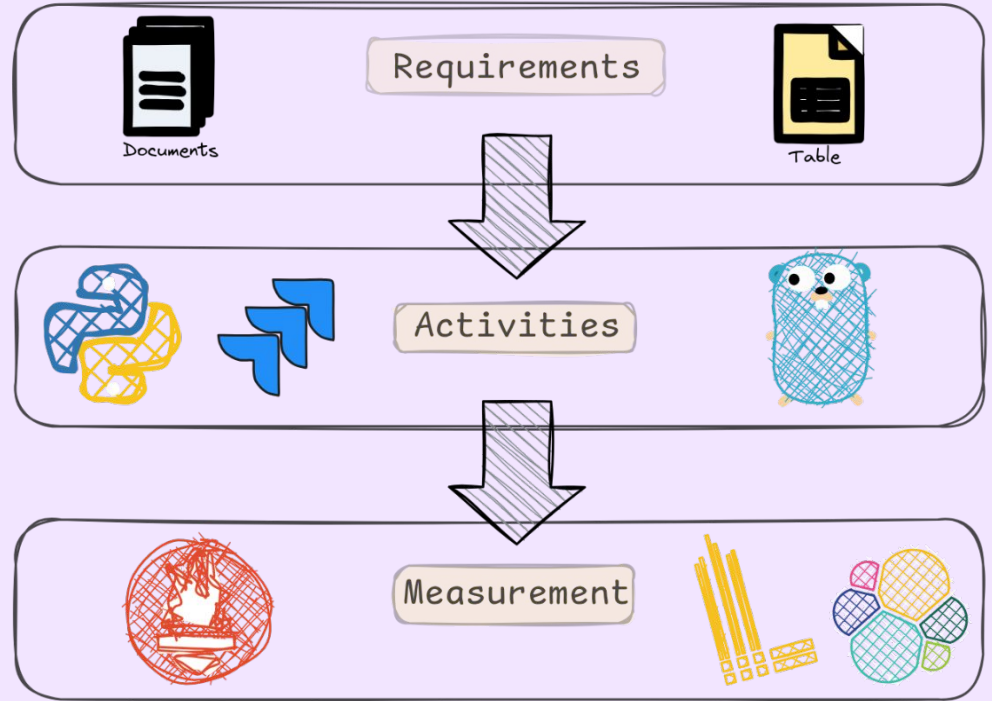 Requirements
Documents
Table
Activities
Measurement